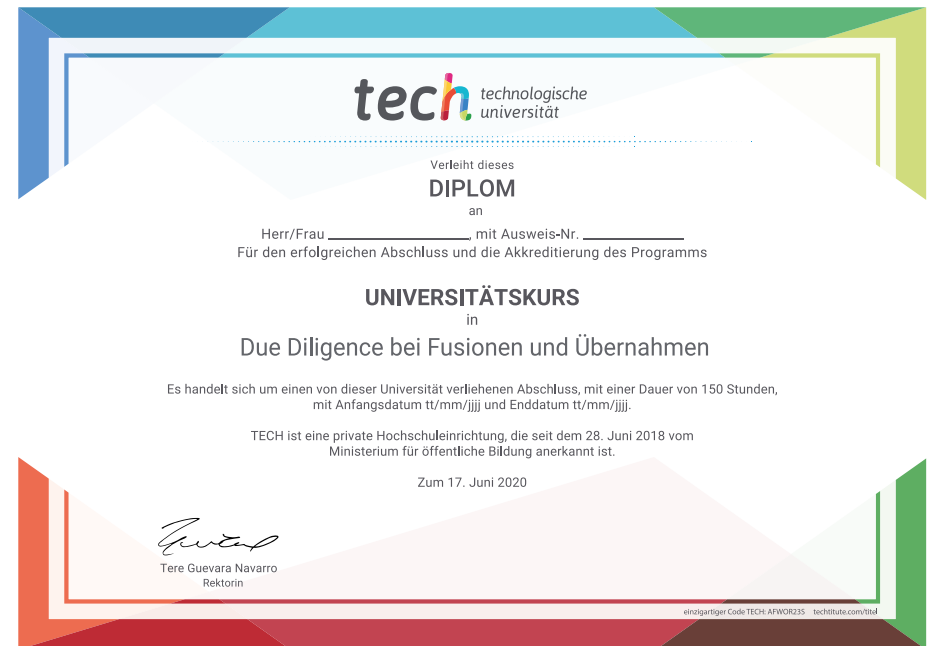 tech technologische
universität
Verleiht dieses
DIPLOM
an
Herr/Frau ____________________, mit Ausweis-Nr. ______________
Für den erfolgreichen Abschluss und die Akkreditierung des Programms
UNIVERSITÄTSKURS
in
Due Diligence bei Fusionen und Übernahmen
Es handelt sich um einen von dieser Universität verliehenen Abschluss, mit einer Dauer von 150 Stunden,
mit Anfangsdatum tt/mm/jjjj und Enddatum tt/mm/jjjj.
TECH ist eine private Hochschuleinrichtung, die seit dem 28. Juni 2018 vom
Ministerium für öffentliche Bildung anerkannt ist.
Zum 17. Juni 2020
Tere Guevara Navarro
Rektorin
einzigartiger Code TECH: AFWOR23S techtitute.com/titel